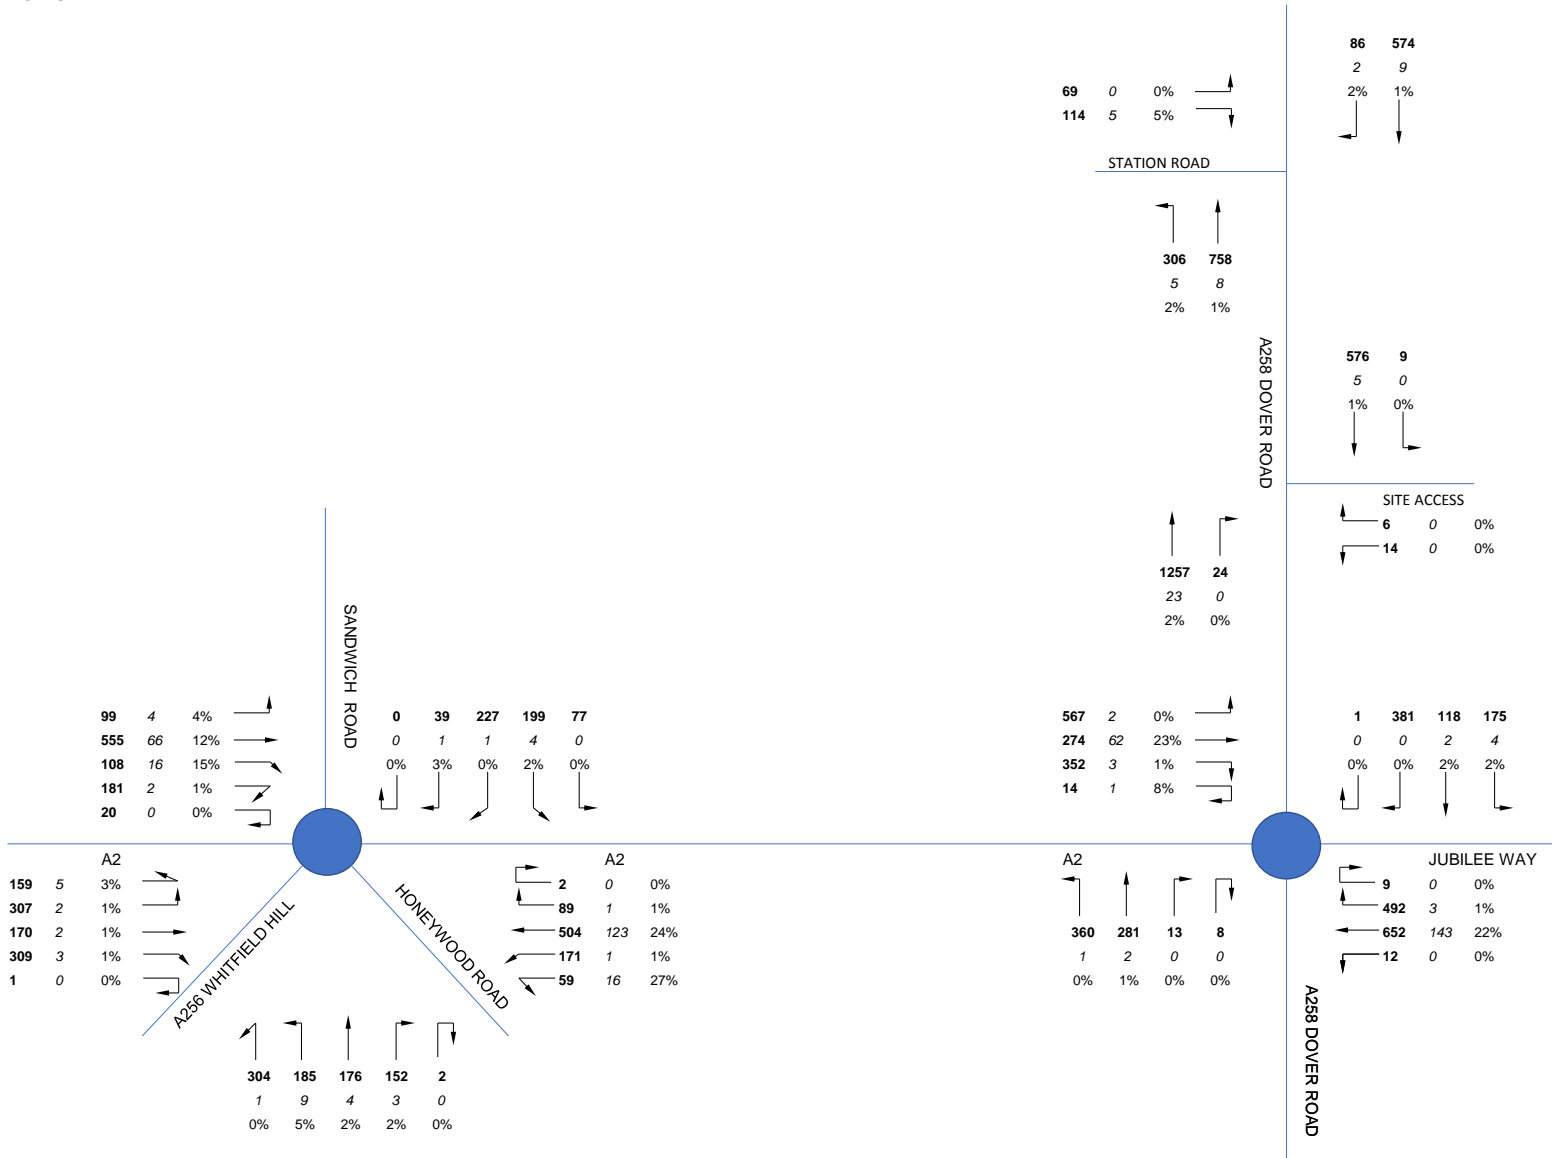 86 574
2 9
2% 1%
69 0 0%
114 5 5%
STATION ROAD
306 758
5 8
2% 1%
A258 DOVER ROAD
576 9
5 0
1% 0%
SITE ACCESS
6 0 0%
14 0 0%
1257 24
23 0
2% 0%
SANDWICH ROAD
99 4 4%
555 66 12%
108 16 15%
181 2 1%
20 0 0%
0 39 227 199 77
0 1 1 4 0
0% 3% 0% 2% 0%
567 2 0%
274 62 23%
352 3 1%
14 1 8%
1 381 118 175
0 0 2 4
0% 0% 2% 2%
A2
159 5 3%
307 2 1%
170 2 1%
309 3 1%
1 0 0%
A256 WHITFIELD HILL
HONEYWOOD ROAD
A2
2 0 0%
89 1 1%
504 123 24%
171 1 1%
59 16 27%
304 185 176 152 2
1 9 4 3 0
0% 5% 2% 2% 0%
A2
360 281 13 8
1 2 0 0
0% 1% 0% 0%
JUBILEE WAY
9 0 0%
492 3 1%
652 143 22%
12 0 0%
A258 DOVER ROAD